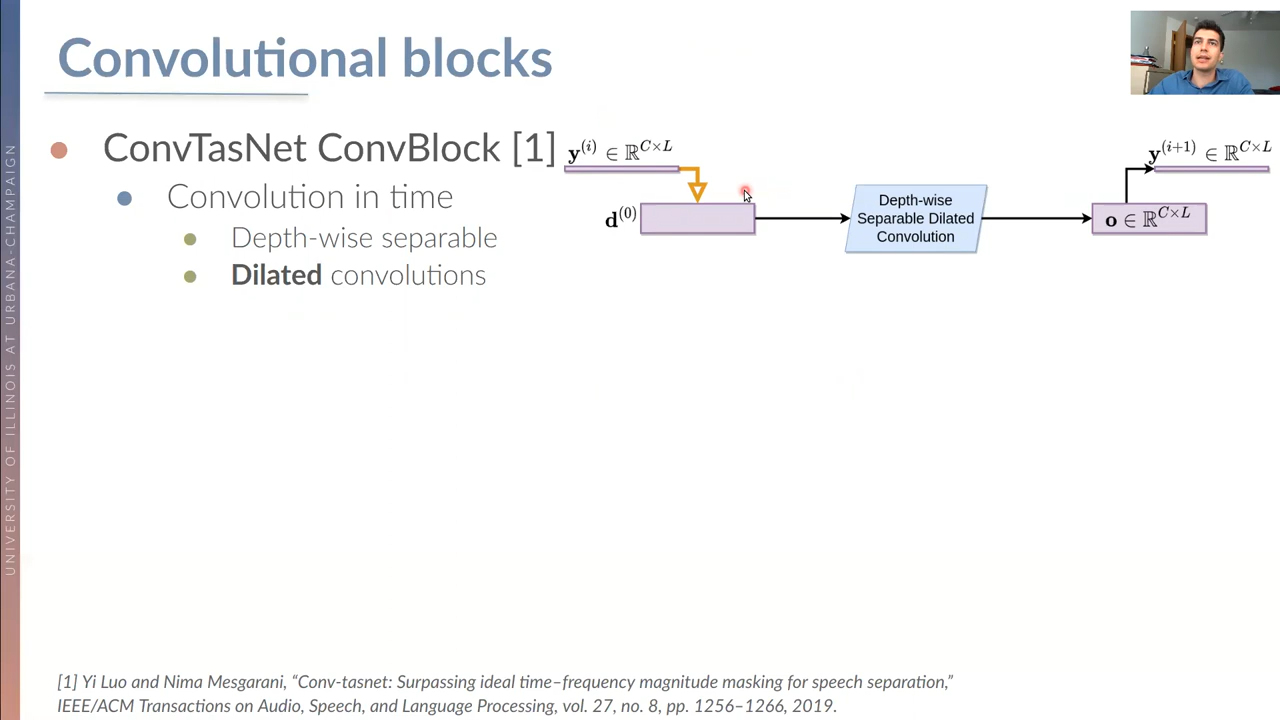 Convolutional blocks
ConvTasNet ConvBlock [1]
Convolution in time
Depth-wise separable
Dilated convolutions
y^(i) ∈ ℝ^{C×L}
d^(0)
Depth-wise
Separable Dilated
Convolution
y^(i+1) ∈ ℝ^{C×L}
o ∈ ℝ^{C×L}
UNIVERSITY OF ILLINOIS AT URBANA-CHAMPAIGN
[1] Yi Luo and Nima Mesgarani, “Conv-tasnet: Surpassing ideal time–frequency magnitude masking for speech separation,”
IEEE/ACM Transactions on Audio, Speech, and Language Processing, vol. 27, no. 8, pp. 1256–1266, 2019.